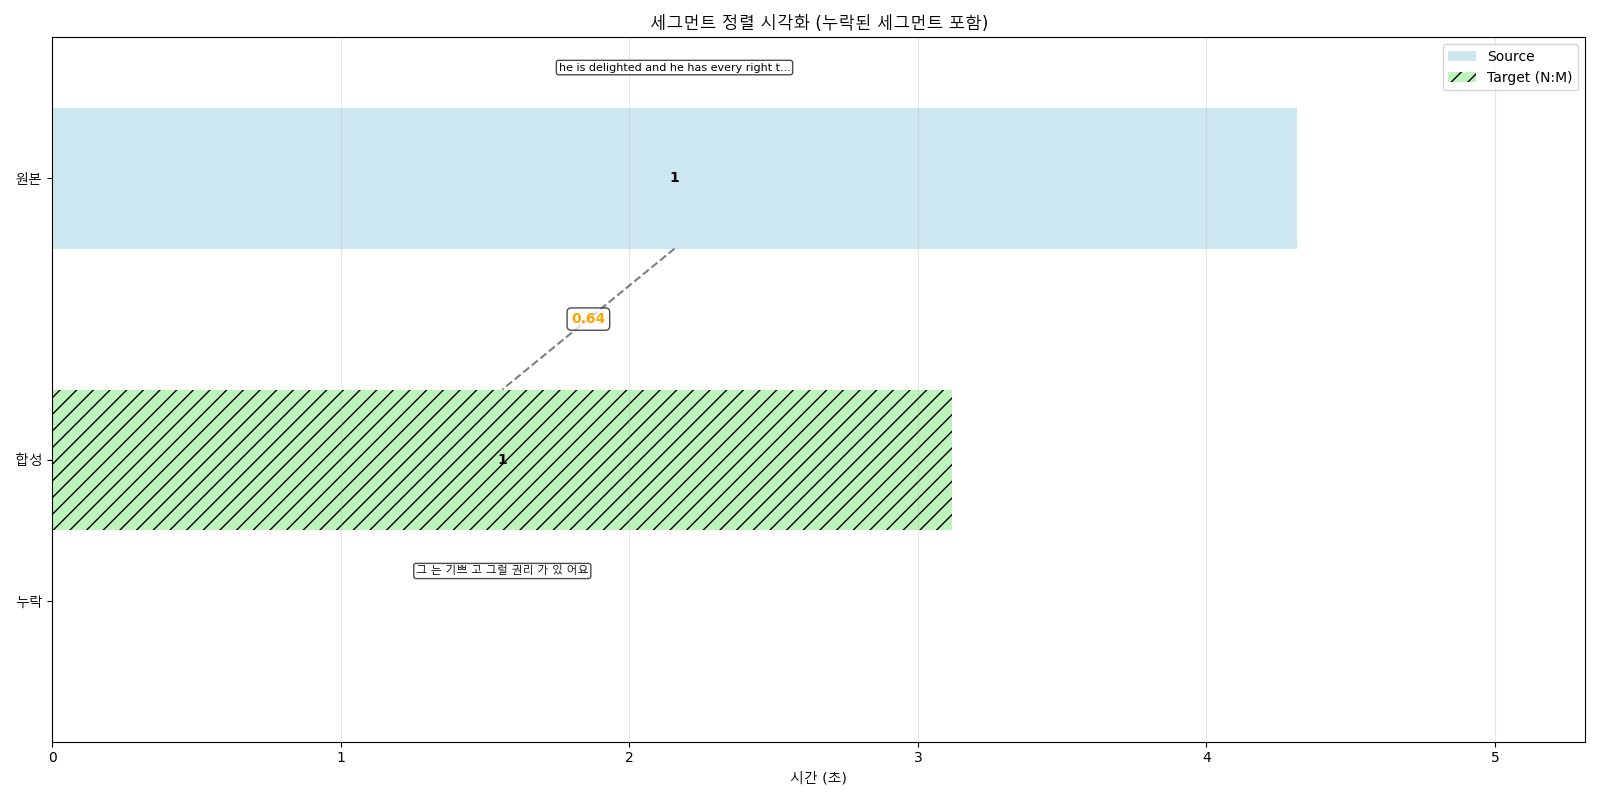 세그먼트 정렬 시각화 (누락된 세그먼트 포함)
he is delighted and he has every right t...
Source
Target (N:M)
원본
1
0.64
합성
1
그 는 기쁘 고 그럴 권리 가 있 어요
누락
0 1 2 3 4 5
시간 (초)